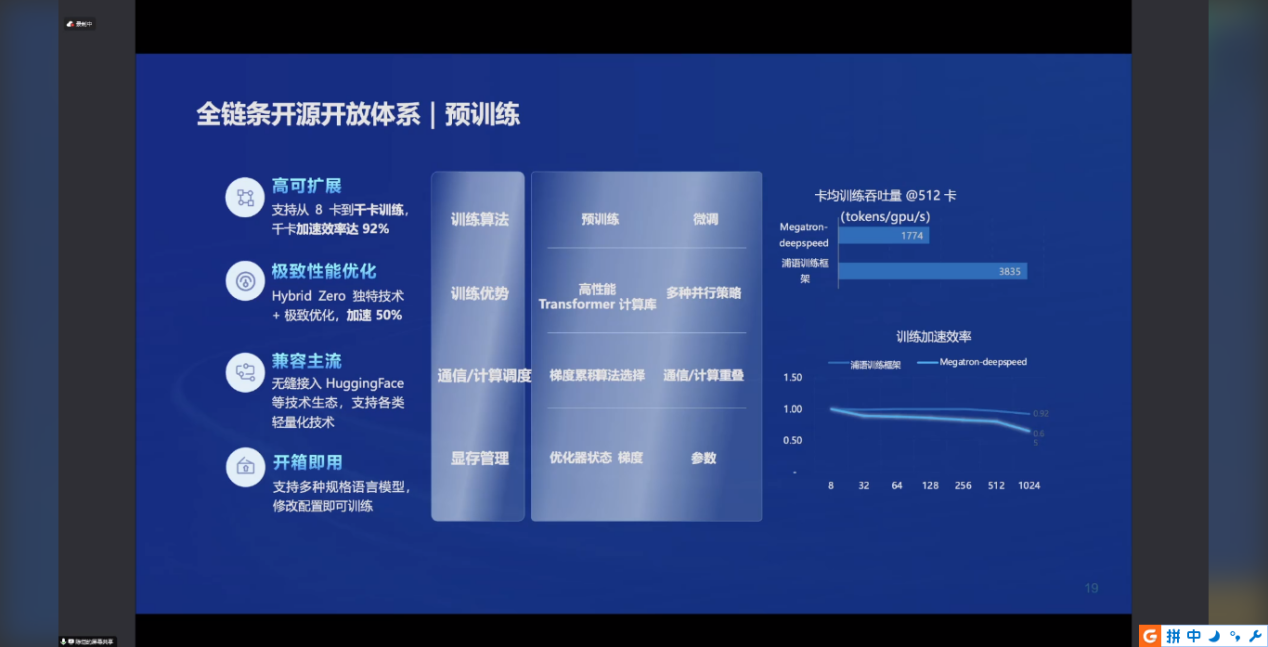 录制中
全链条开源开放体系｜预训练
高可扩展
支持从 8 卡到千卡训练，
千卡加速效率达 92%
极致性能优化
Hybrid Zero 独特技术
+ 极致优化，加速 50%
兼容主流
无缝接入 HuggingFace
等技术生态，支持各类
轻量化技术
开箱即用
支持多种规格语言模型，
修改配置即可训练
训练算法
预训练 微调
训练优势
高性能
Transformer 计算库
多种并行策略
通信/计算调度
梯度累积算法选择 通信/计算重叠
显存管理
优化器状态 梯度 参数
卡均训练吞吐量 @512 卡
(tokens/gpu/s)
Megatron-
deepspeed
1774
浦语训练框
架
3835
训练加速效率
浦语训练框架 Megatron-deepspeed
1.50
1.00
0.50
-
0.92
0.6
5
8 32 64 128 256 512 1024
19
拼 中